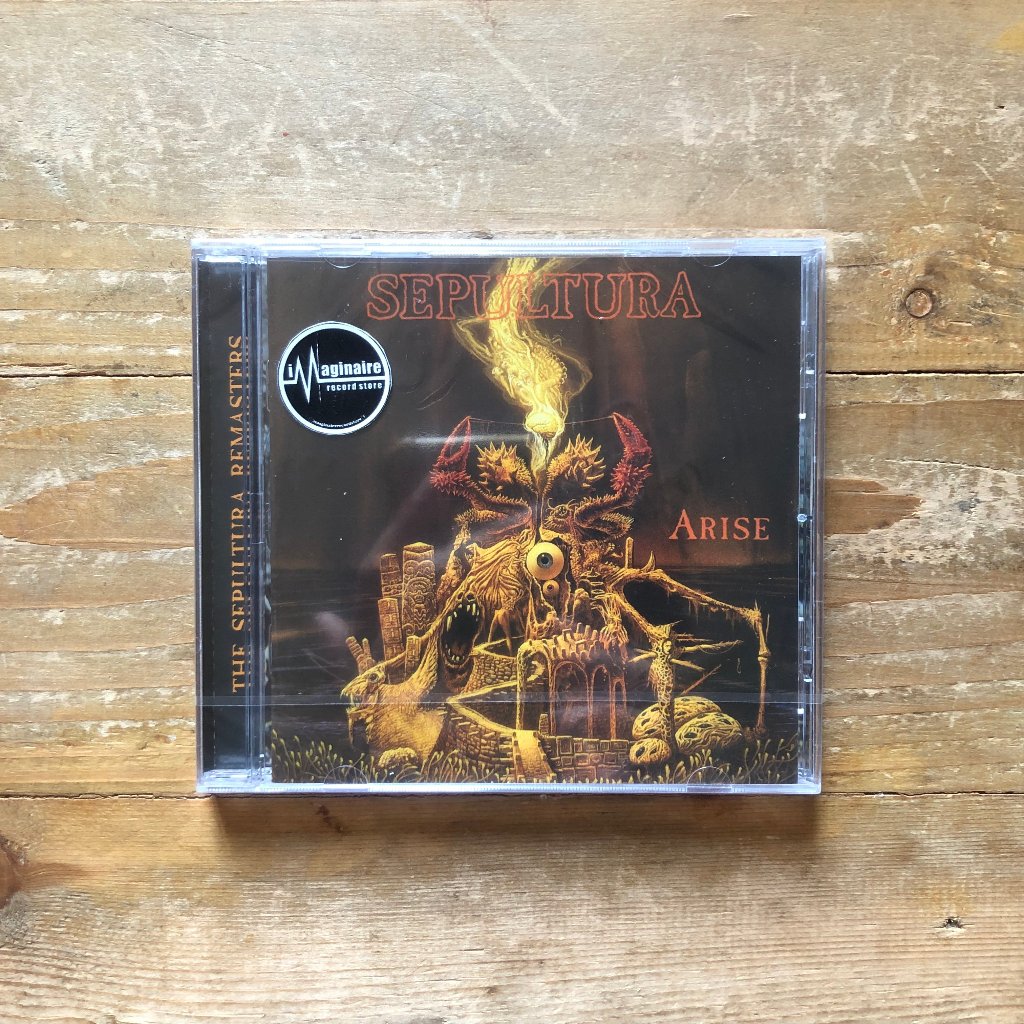 SEPULTURA
iMaginaire
record store
THE SEPULTURA REMASTERS
ARISE